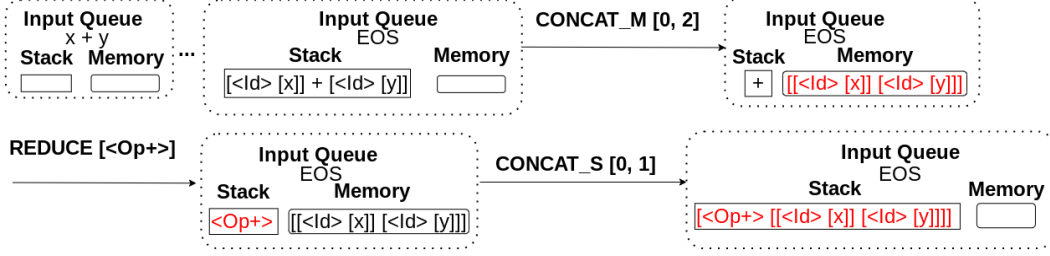 Input Queue
x + y
Stack Memory
...
Input Queue
EOS
Stack Memory
[<Id> [x]] + [<Id> [y]]
CONCAT_M [0, 2]
Input Queue
EOS
Stack Memory
+ [[<Id> [x]] [<Id> [y]]]
REDUCE [<Op+>]
Input Queue
EOS
Stack Memory
<Op+> [[<Id> [x]] [<Id> [y]]]
CONCAT_S [0, 1]
Input Queue
EOS
Stack Memory
[<Op+> [[<Id> [x]] [<Id> [y]]]]